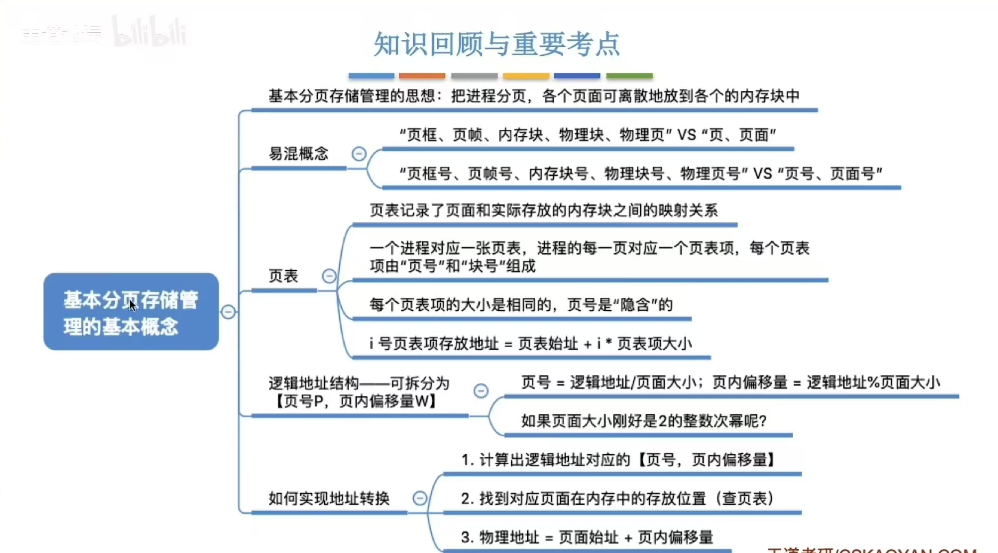 bilibili
知识回顾与重要考点
基本分页存储管理的思想：把进程分页，各个页面可离散地放到各个的内存块中
易混概念
“页框、页帧、内存块、物理块、物理页” VS “页、页面”
“页框号、页帧号、内存块号、物理块号、物理页号” VS “页号、页面号”
页表
页表记录了页面和实际存放的内存块之间的映射关系
一个进程对应一张页表，进程的每一页对应一个页表项，每个页表
项由“页号”和“块号”组成
每个页表项的大小是相同的，页号是“隐含”的
i 号页表项存放地址 = 页表始址 + i * 页表项大小
基本分页存储管
理的基本概念
逻辑地址结构——可拆分为
【页号P，页内偏移量W】
页号 = 逻辑地址/页面大小；页内偏移量 = 逻辑地址%页面大小
如果页面大小刚好是2的整数次幂呢？
如何实现地址转换
1. 计算出逻辑地址对应的【页号，页内偏移量】
2. 找到对应页面在内存中的存放位置（查页表）
3. 物理地址 = 页面始址 + 页内偏移量
王道考研/CSKAOYAN.COM